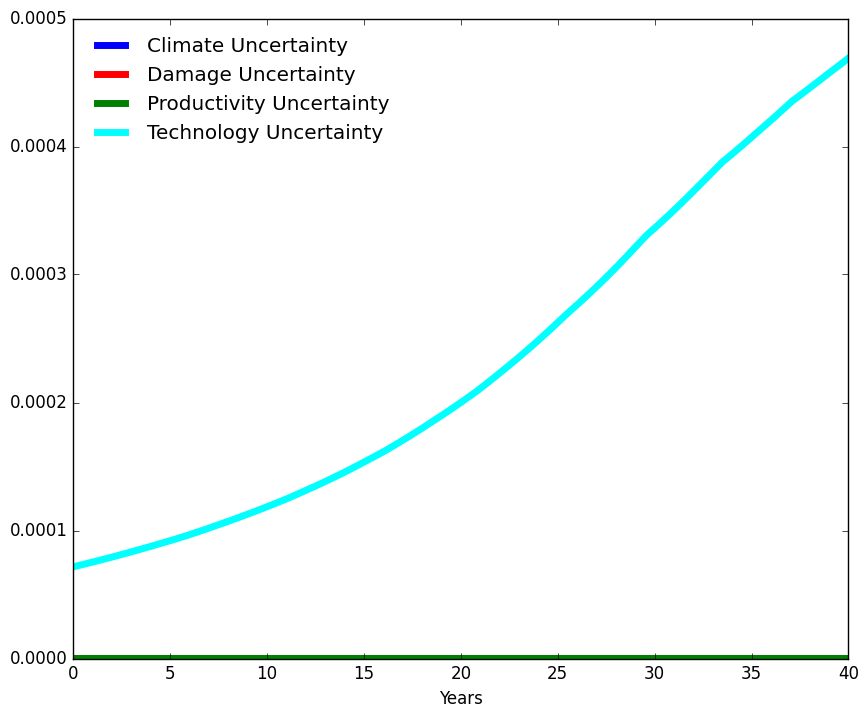 0.0005
Climate Uncertainty
Damage Uncertainty
Productivity Uncertainty
Technology Uncertainty
0.0004
0.0003
0.0002
0.0001
0.0000
0 5 10 15 20 25 30 35 40
Years